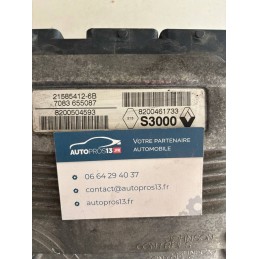 21585412-6B
7083 655087
8200504593
8200461733
S3000
AUTOPROS13.FR
VOTRE PARTENAIRE
AUTOMOBILE
06 64 29 40 37
contact@autopros13.fr
autopros13.fr